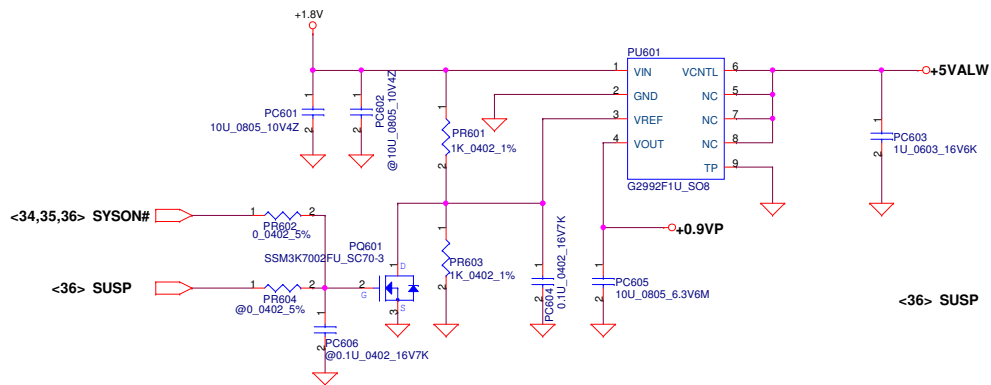 +1.8V
PU601
1 VIN VCNTL 6
2 GND NC 5
3 VREF NC 7
4 VOUT NC 8
TP 9
G2992F1U_SO8
+5VALW
1
2
PC601
10U_0805_10V4Z
1
2
PC602
@10U_0805_10V4Z
1
2
PR601
1K_0402_1%
1
2
PC603
1U_0603_16V6K
<34,35,36> SYSON#
1 2
PR602
0_0402_5%
PQ601
SSM3K7002FU_SC70-3
1 D
2 G
3 S
1
2
PR603
1K_0402_1%
1
2
PC604
0.1U_0402_16V7K
+0.9VP
1
2
PC605
10U_0805_6.3V6M
<36> SUSP
1 2
PR604
@0_0402_5%
1
2
PC606
@0.1U_0402_16V7K
<36> SUSP